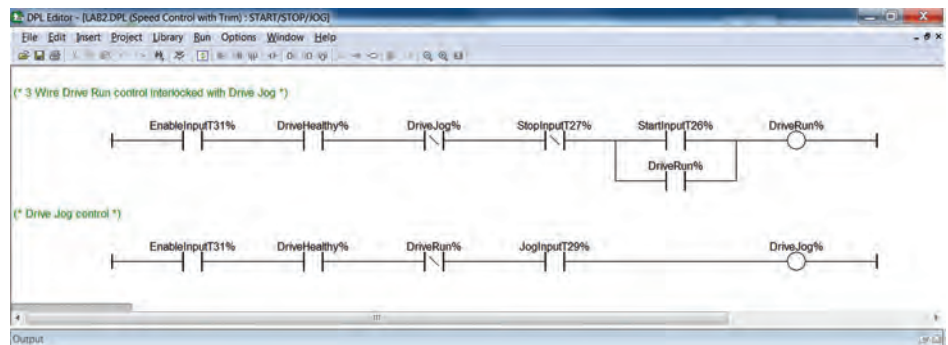 DPL Editor - [LAB2.DPL (Speed Control with Trim) : START/STOP/JOG]
File Edit Insert Project Library Run Options Window Help
(* 3 Wire Drive Run control interlocked with Drive Jog *)
EnableInputT31% DriveHealthy% DriveJog% StopInputT27% StartInputT26% DriveRun%
DriveRun%
(* Drive Jog control *)
EnableInputT31% DriveHealthy% DriveRun% JogInputT29% DriveJog%
Output